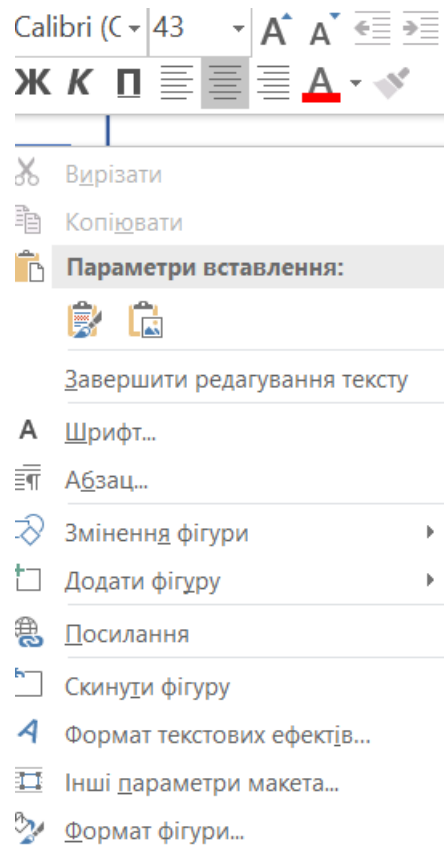 Calibri (С 43 A A
Ж К П A
Вирізати
Копіювати
Параметри вставлення:
Завершити редагування тексту
А Шрифт...
Абзац...
Змінення фігури
Додати фігуру
Посилання
Скинути фігуру
A Формат текстових ефектів...
Інші параметри макета...
Формат фігури...